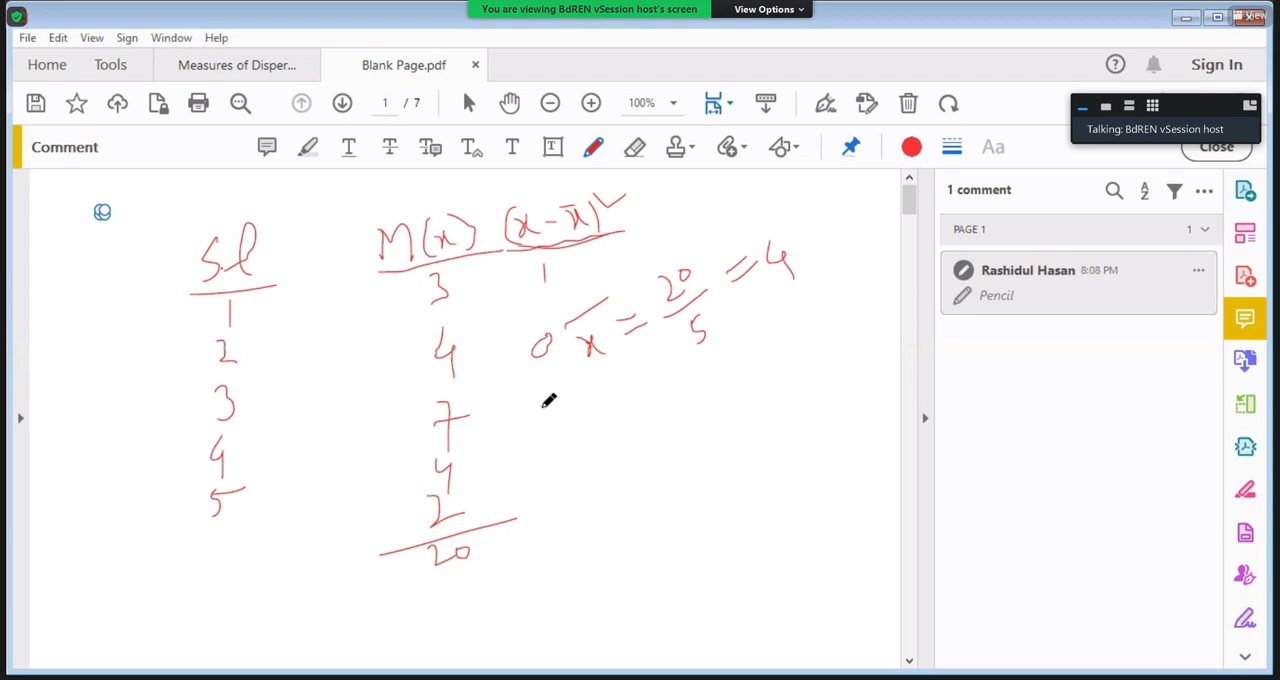 You are viewing BdREN vSession host's screen View Options
View
File Edit View Sign Window Help
Home Tools Measures of Disper... Blank Page.pdf × Sign In
1 / 7 100%
Talking: BdREN vSession host
Comment Aa Close
1 comment
PAGE 1 1
Rashidul Hasan 8:08 PM
Pencil
S.l M(x) (x - x̄)²
1 3 1
2 4 0 x̄ = 20/5 = 4
3 7
4 4
5 2
20